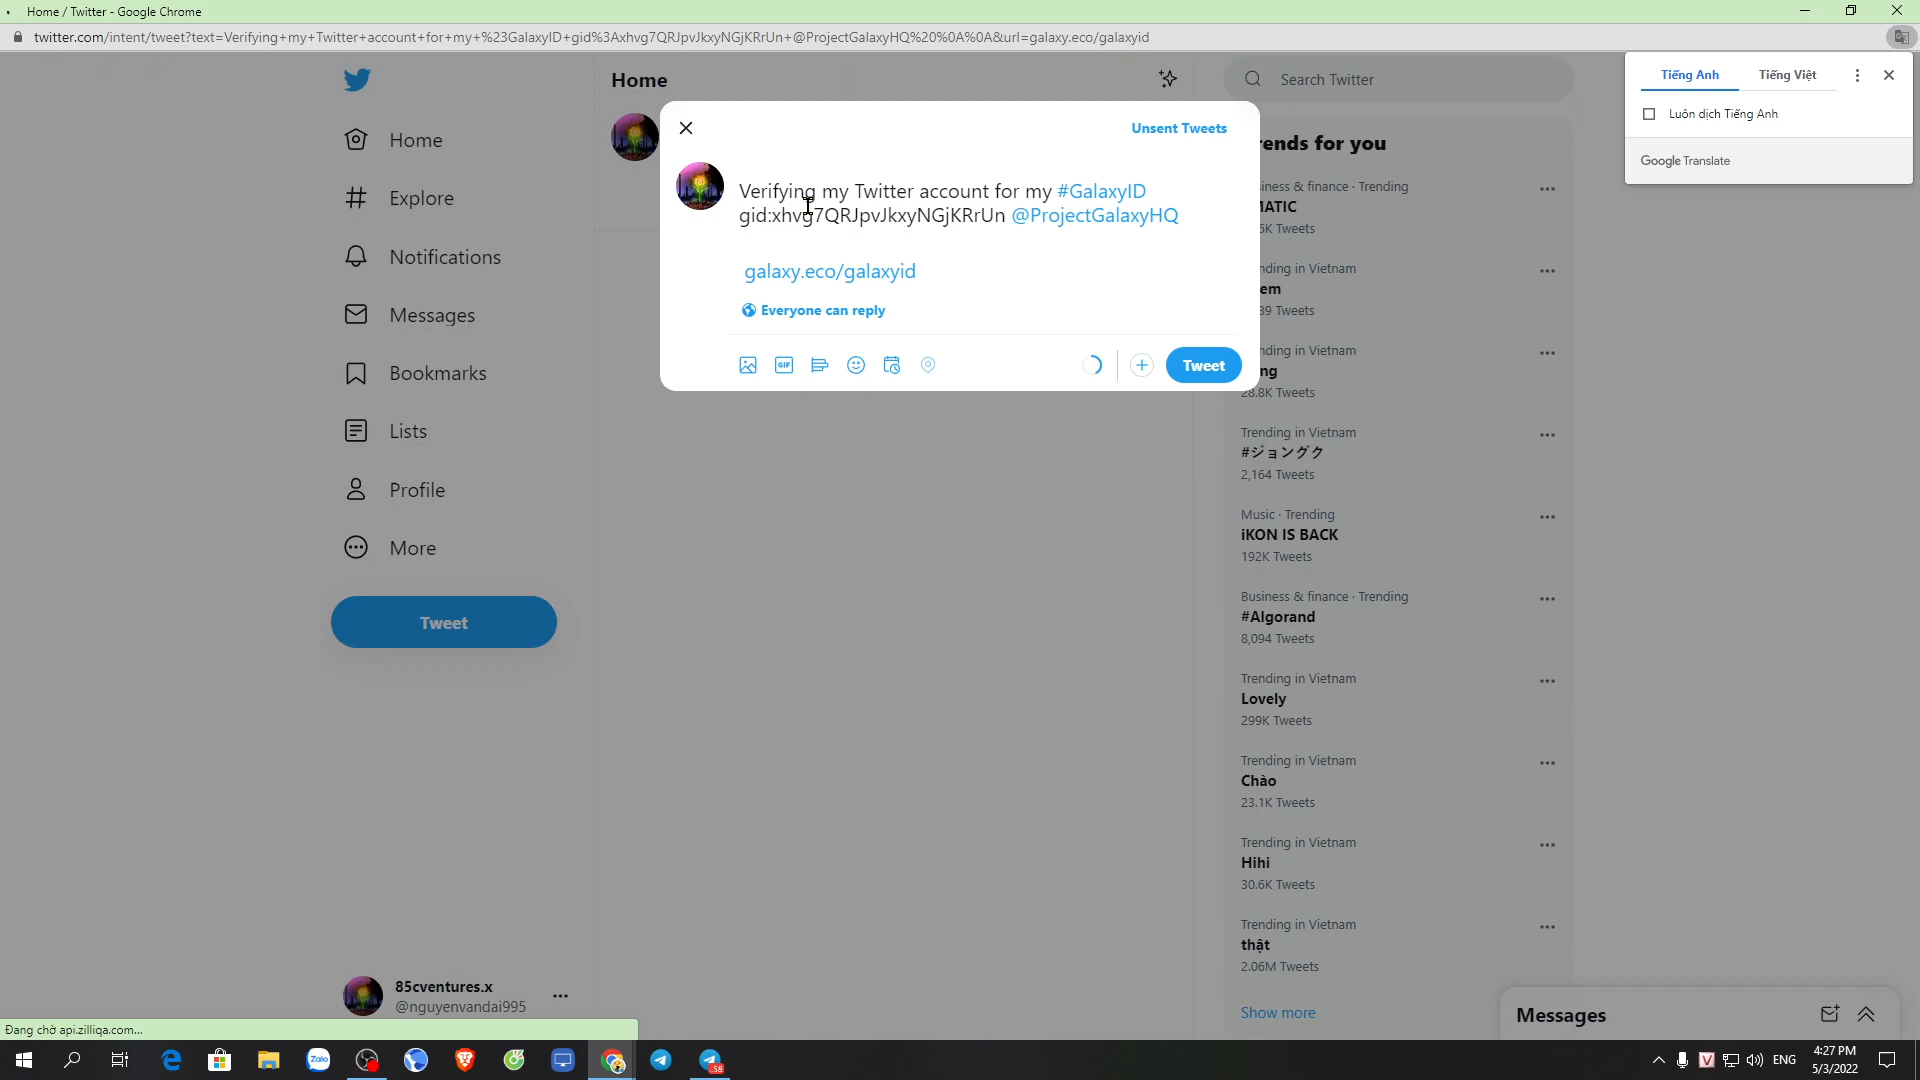 Home / Twitter - Google Chrome
twitter.com/intent/tweet?text=Verifying+my+Twitter+account+for+my+%23GalaxyID+gid%3Axhvg7QRJpvJkxyNGjKRrUn+@ProjectGalaxyHQ%20%0A%0A&url=galaxy.eco/galaxyid
Home
Explore
Notifications
Messages
Bookmarks
Lists
Profile
More
Tweet
85cventures.x
@nguyenvandai995
Home
Unsent Tweets
Verifying my Twitter account for my #GalaxyID
gid:xhvg7QRJpvJkxyNGjKRrUn @ProjectGalaxyHQ
galaxy.eco/galaxyid
Everyone can reply
GIF
Tweet
Search Twitter
ends for you
iness & finance · Trending
MATIC
5K Tweets
nding in Vietnam
em
39 Tweets
nding in Vietnam
ng
28.8K Tweets
Trending in Vietnam
#ジョングク
2,164 Tweets
Music · Trending
iKON IS BACK
192K Tweets
Business & finance · Trending
#Algorand
8,094 Tweets
Trending in Vietnam
Lovely
299K Tweets
Trending in Vietnam
Chào
23.1K Tweets
Trending in Vietnam
Hihi
30.6K Tweets
Trending in Vietnam
thật
2.06M Tweets
Show more
Messages
Tiếng Anh
Tiếng Việt
Luôn dịch Tiếng Anh
Google Translate
Đang chờ api.zilliqa.com...
Zalo
58
ENG
4:27 PM
5/3/2022